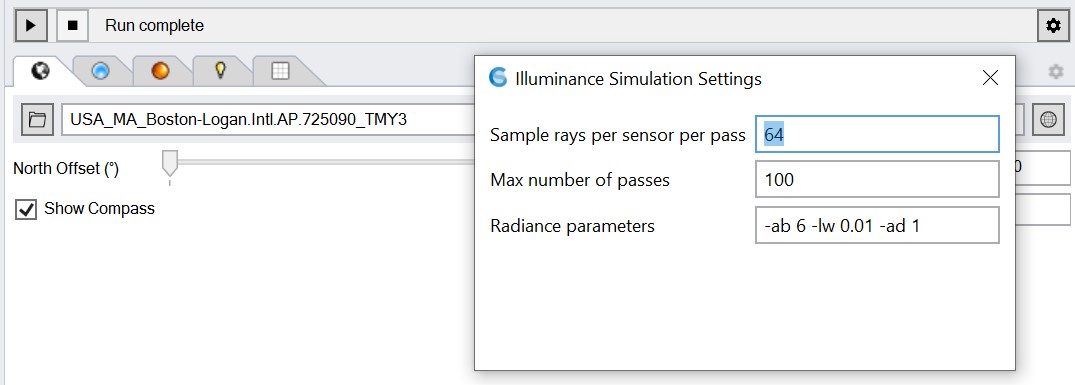 Run complete
Illuminance Simulation Settings
USA_MA_Boston-Logan.Intl.AP.725090_TMY3
Sample rays per sensor per pass 64
North Offset (°) 0
Max number of passes 100
Show Compass
Radiance parameters -ab 6 -lw 0.01 -ad 1